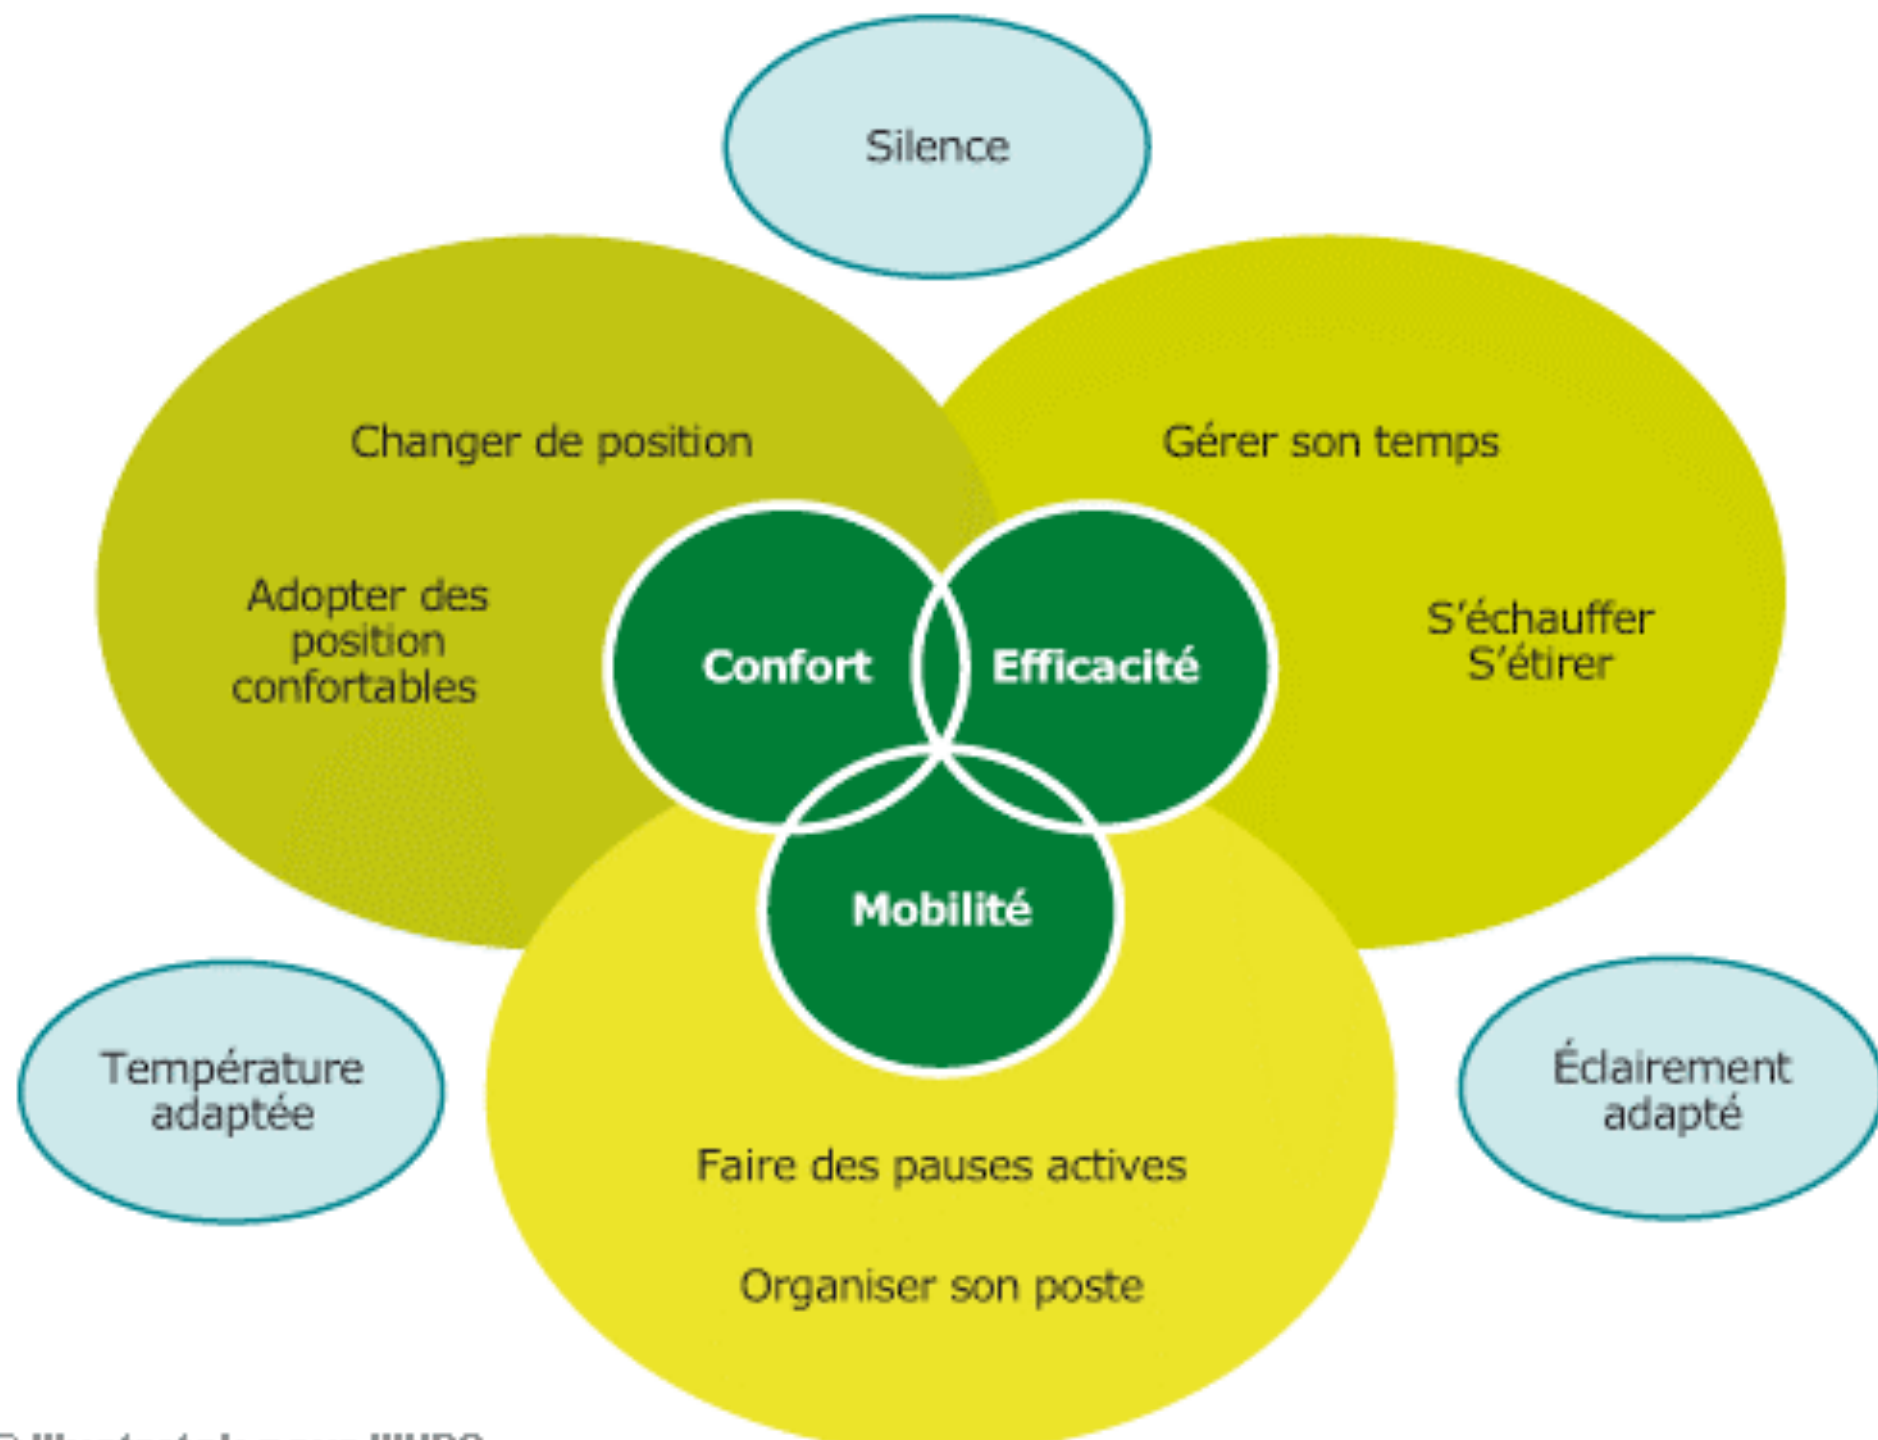 Silence
Changer de position
Gérer son temps
Adopter des
position
confortables
S'échauffer
S'étirer
Confort
Efficacité
Mobilité
Température
adaptée
Éclairement
adapté
Faire des pauses actives
Organiser son poste